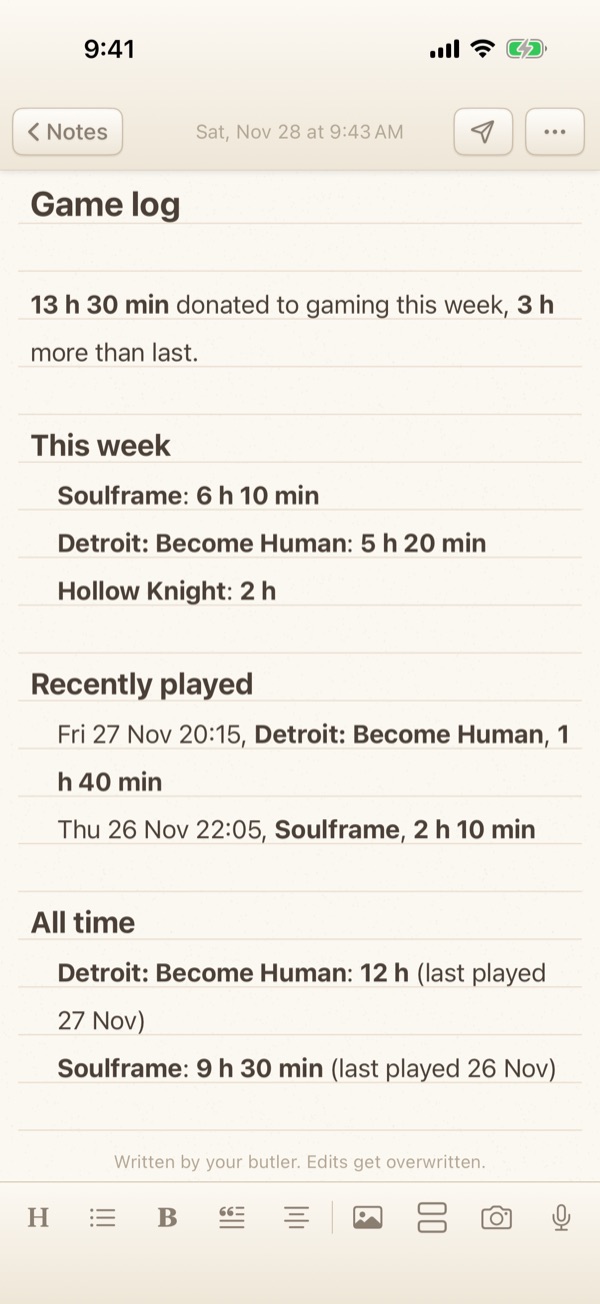 9:41
Notes
Sat, Nov 28 at 9:43 AM
Game log
13 h 30 min donated to gaming this week, 3 h
more than last.
This week
Soulframe: 6 h 10 min
Detroit: Become Human: 5 h 20 min
Hollow Knight: 2 h
Recently played
Fri 27 Nov 20:15, Detroit: Become Human, 1
h 40 min
Thu 26 Nov 22:05, Soulframe, 2 h 10 min
All time
Detroit: Become Human: 12 h (last played
27 Nov)
Soulframe: 9 h 30 min (last played 26 Nov)
Written by your butler. Edits get overwritten.
H
B